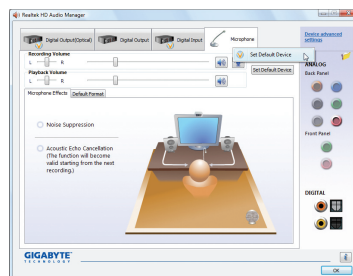 Realtek HD Audio Manager
Digital Output(Optical)
Digital Output
Digital Input
Microphone
Device advanced settings
Set Default Device
Recording Volume
L R
Set Default Device
ANALOG
Back Panel
Playback Volume
L R
Microphone Effects
Default Format
Noise Suppression
Acoustic Echo Cancellation
(The function will become
valid starting from the next
recording.)
Front Panel
DIGITAL
GIGABYTE
TECHNOLOGY
i
OK